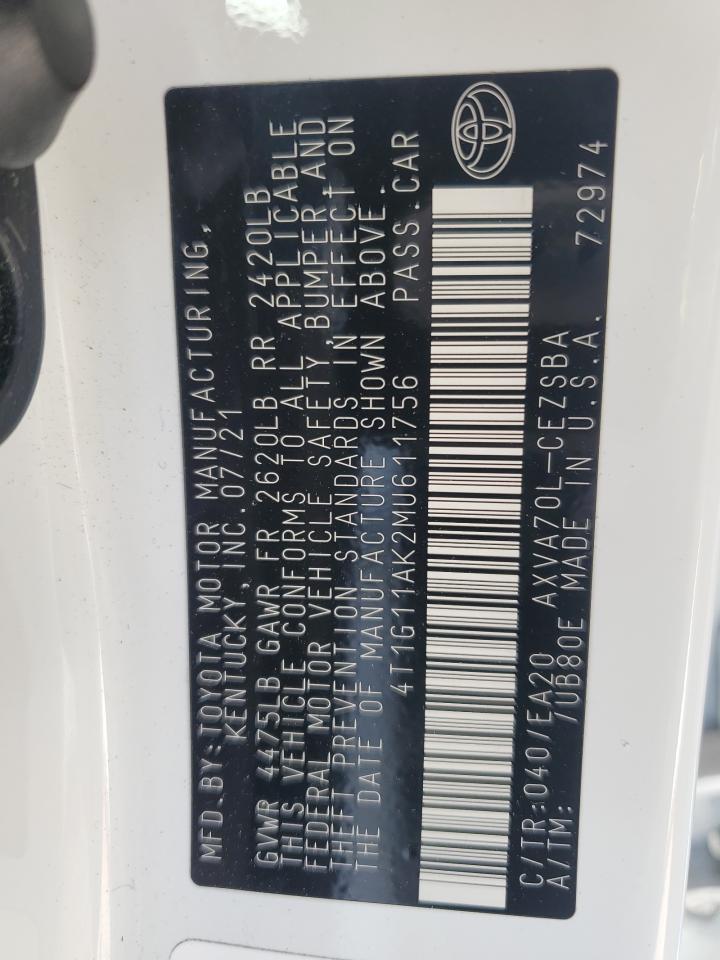 MFD.BY:TOYOTA MOTOR MANUFACTURING,
KENTUCKY, INC.07/21
GVWR 4475LB GAWR FR 2620LB RR 2420LB
THIS VEHICLE CONFORMS TO ALL APPLICABLE
FEDERAL MOTOR VEHICLE SAFETY,BUMPER,AND
THEFT PREVENTION STANDARDS IN EFFECT ON
THE DATE OF MANUFACTURE SHOWN ABOVE.
4T1G11AK2MU611756 PASS.CAR
C/TR:040/EA20 AXVA70L-CEZSBA
A/TM: /UB80E MADE IN U.S.A. 72974